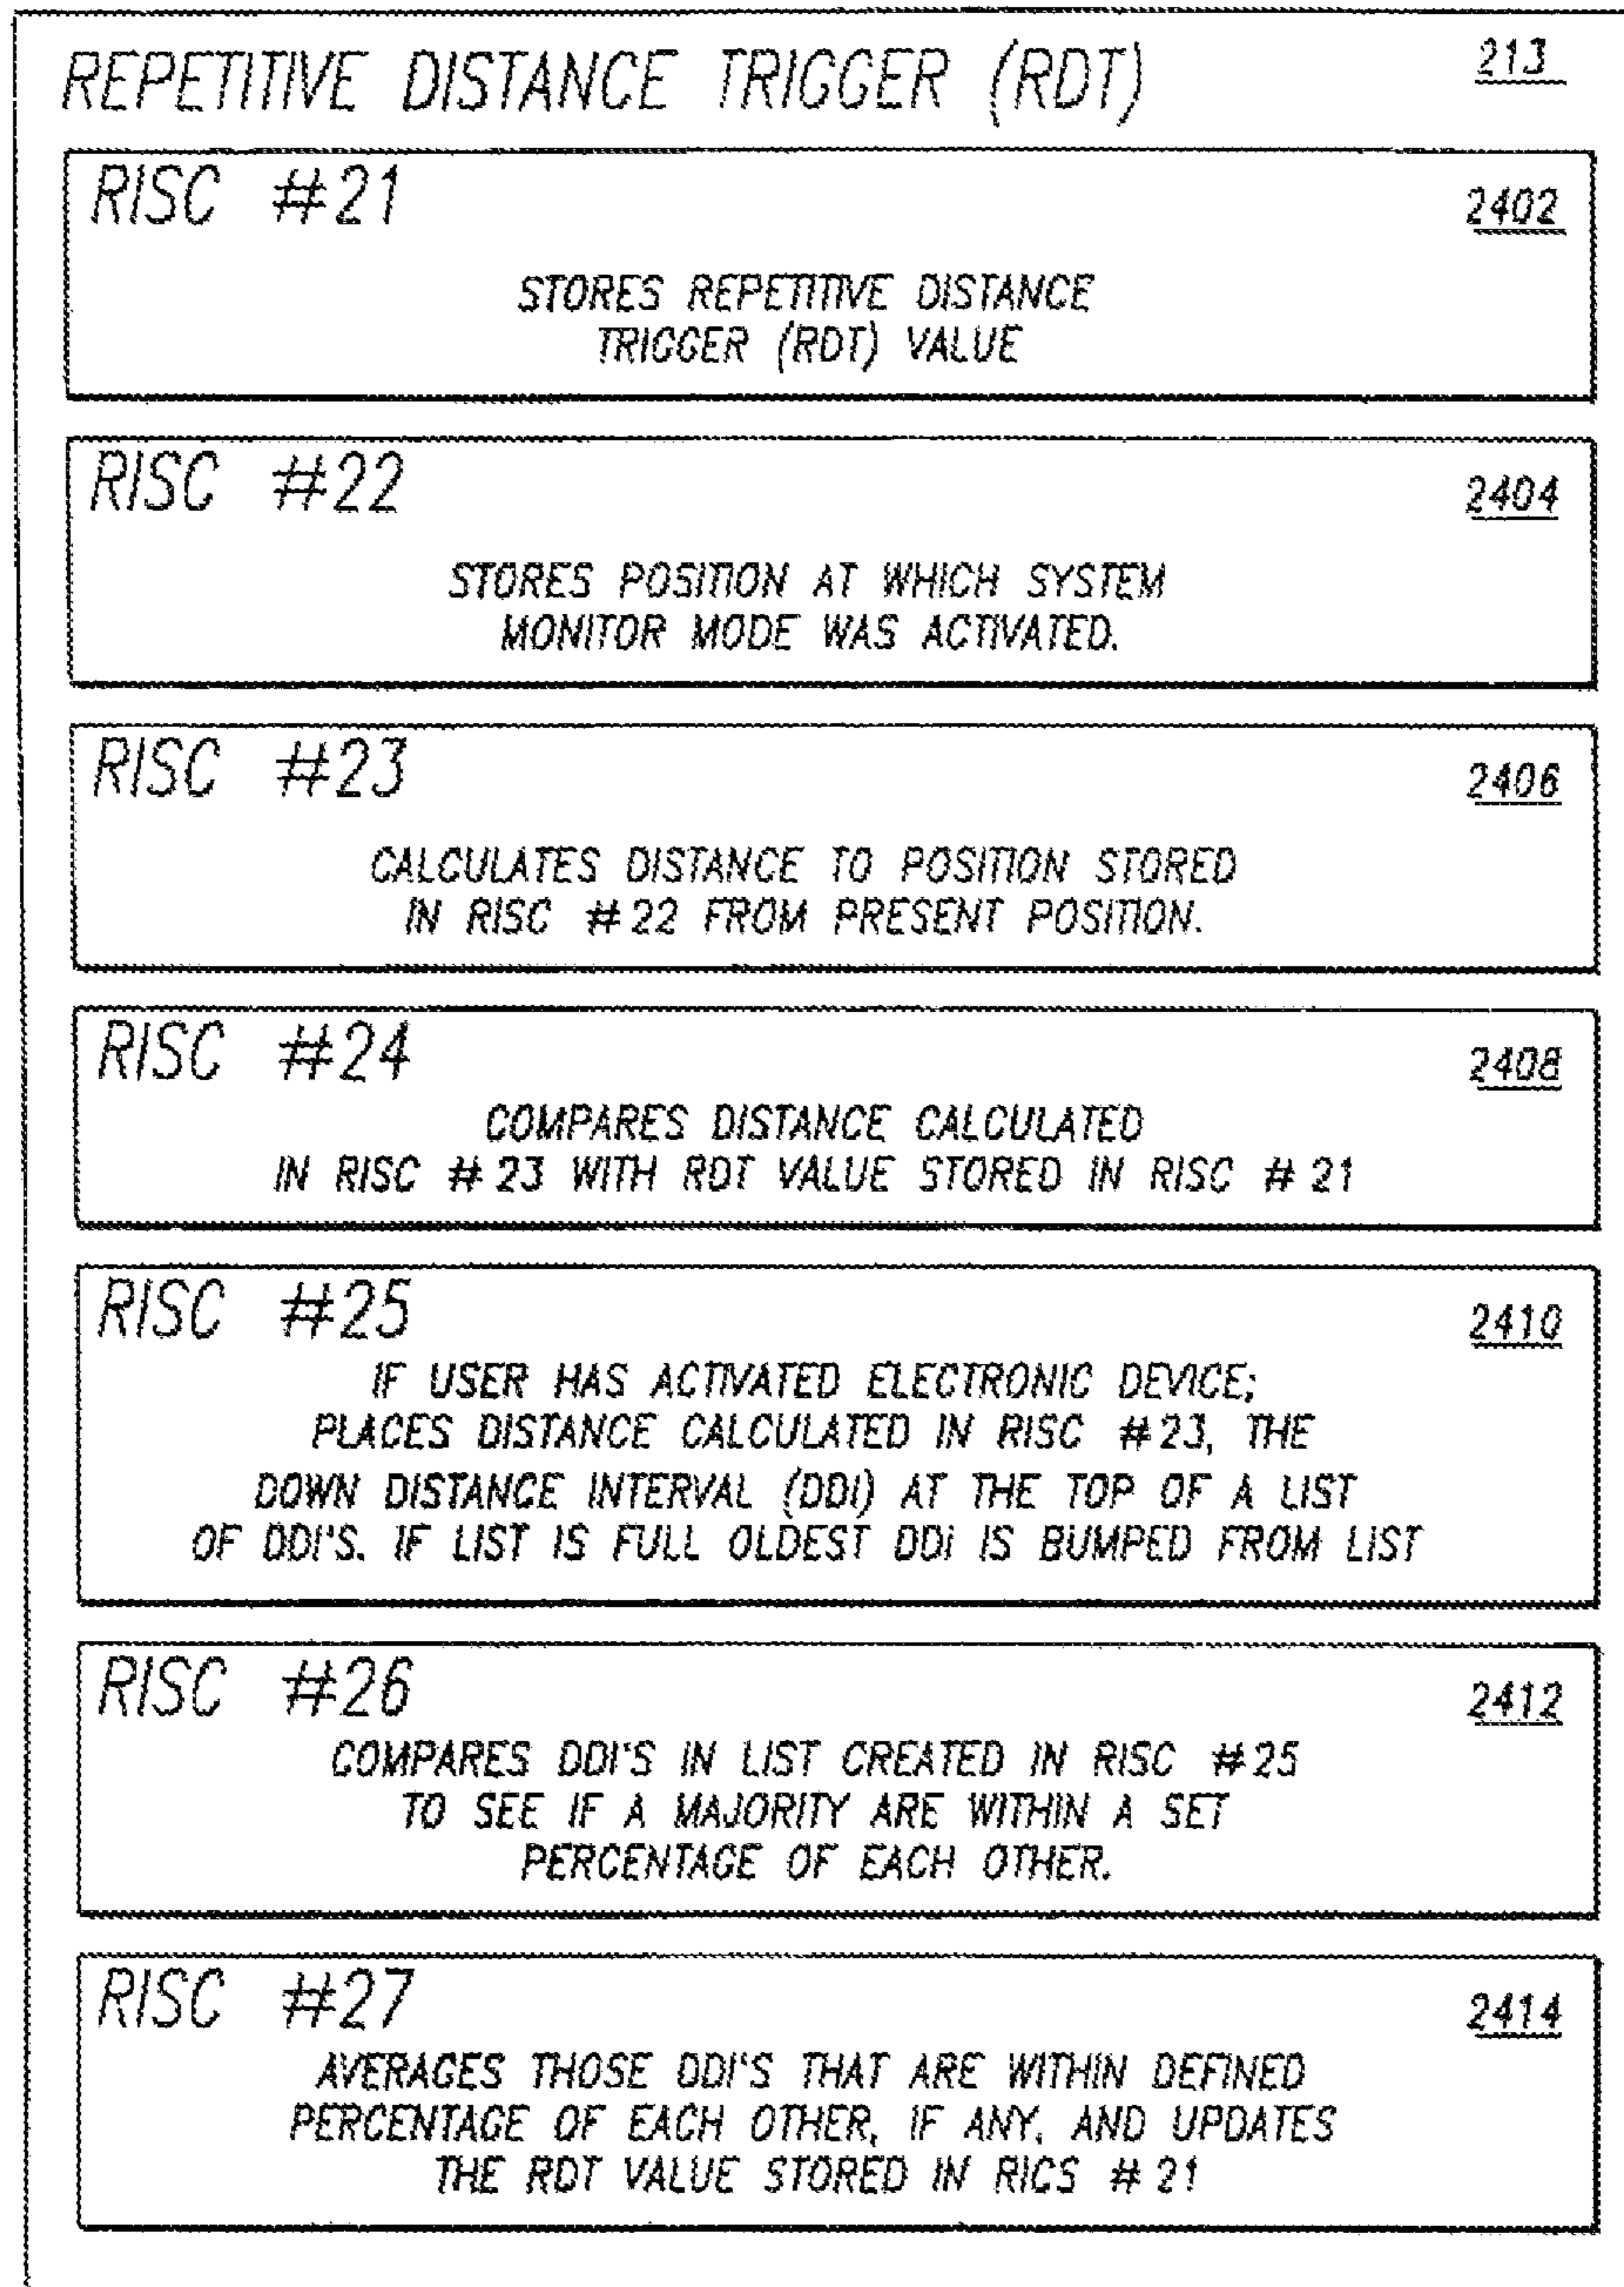 REPETITIVE DISTANCE TRIGGER (RDT) 213
RISC #21 2402
STORES REPETITIVE DISTANCE
TRIGGER (RDT) VALUE
RISC #22 2404
STORES POSITION AT WHICH SYSTEM
MONITOR MODE WAS ACTIVATED.
RISC #23 2406
CALCULATES DISTANCE TO POSITION STORED
IN RISC #22 FROM PRESENT POSITION.
RISC #24 2408
COMPARES DISTANCE CALCULATED
IN RISC # 23 WITH RDT VALUE STORED IN RISC # 21
RISC #25 2410
IF USER HAS ACTIVATED ELECTRONIC DEVICE;
PLACES DISTANCE CALCULATED IN RISC #23, THE
DOWN DISTANCE INTERVAL (DDI) AT THE TOP OF A LIST
OF DDI'S. IF LIST IS FULL OLDEST DDI IS BUMPED FROM LIST
RISC #26 2412
COMPARES DDI'S IN LIST CREATED IN RISC #25
TO SEE IF A MAJORITY ARE WITHIN A SET
PERCENTAGE OF EACH OTHER.
RISC #27 2414
AVERAGES THOSE DDI'S THAT ARE WITHIN DEFINED
PERCENTAGE OF EACH OTHER, IF ANY, AND UPDATES
THE RDT VALUE STORED IN RICS # 21